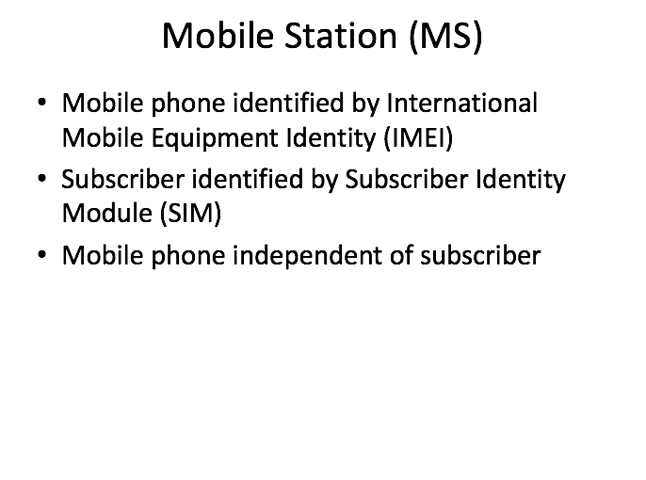 Mobile Station (MS)
• Mobile phone identified by International
Mobile Equipment Identity (IMEI)
• Subscriber identified by Subscriber Identity
Module (SIM)
• Mobile phone independent of subscriber